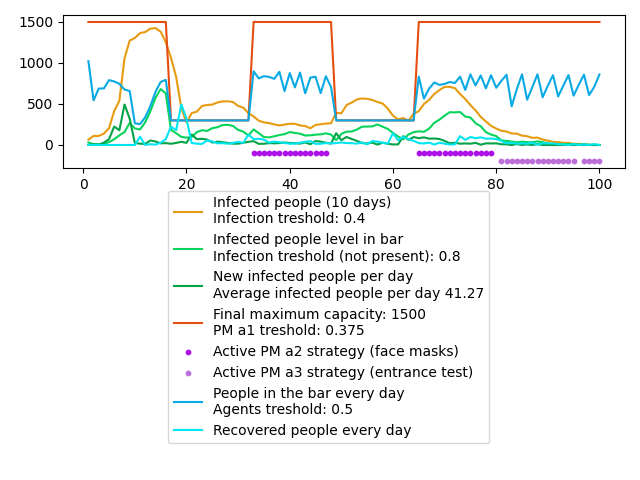 1500
1000
500
0
0 20 40 60 80 100
Infected people (10 days)
Infection treshold: 0.4
Infected people level in bar
Infection treshold (not present): 0.8
New infected people per day
Average infected people per day 41.27
Final maximum capacity: 1500
PM a1 treshold: 0.375
Active PM a2 strategy (face masks)
Active PM a3 strategy (entrance test)
People in the bar every day
Agents treshold: 0.5
Recovered people every day